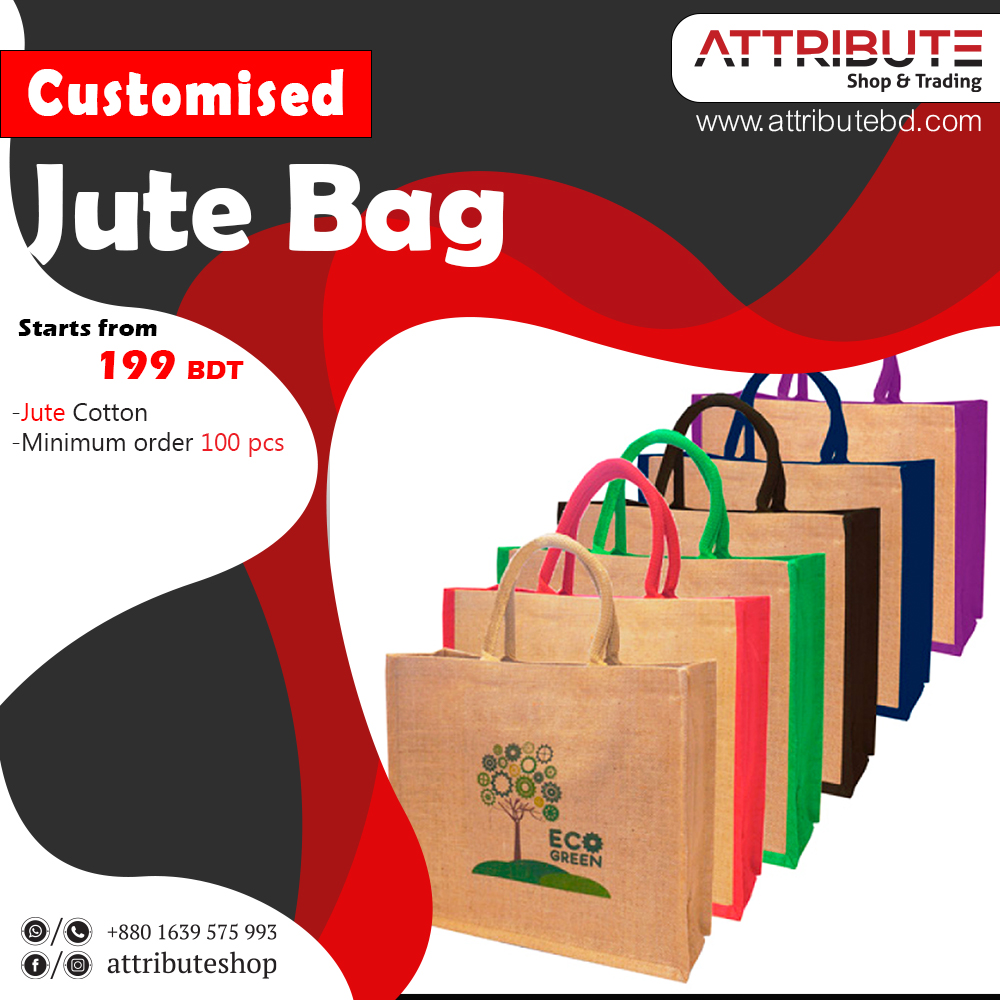 ATTRIBUTE
Shop & Trading
www.attributebd.com
Customised
Jute Bag
Starts from
199 BDT
-Jute Cotton
-Minimum order 100 pcs
ECO
GREEN
+880 1639 575 993
attributeshop